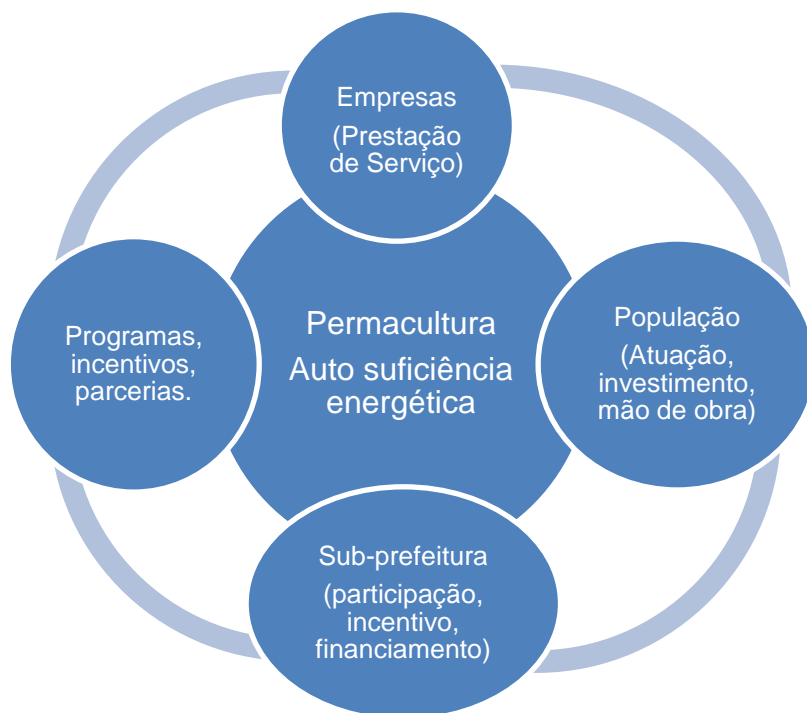 Empresas
(Prestação
de Serviço)
Programas,
incentivos,
parcerias.
Permacultura
Auto suficiência
energética
População
(Atuação,
investimento,
mão de obra)
Sub-prefeitura
(participação,
incentivo,
financiamento)